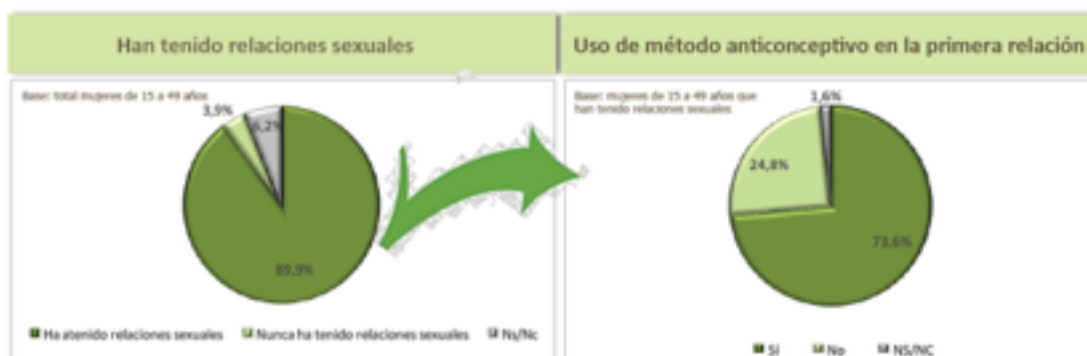 Han tenido relaciones sexuales
Base: total mujeres de 15 a 49 años
3,9%
6,2%
89,9%
Ha atenido relaciones sexuales Nunca ha tenido relaciones sexuales Ns/Nc
Uso de método anticonceptivo en la primera relación
Base: mujeres de 15 a 49 años que
han tenido relaciones sexuales
1,6%
24,8%
73,6%
Sí No NS/NC